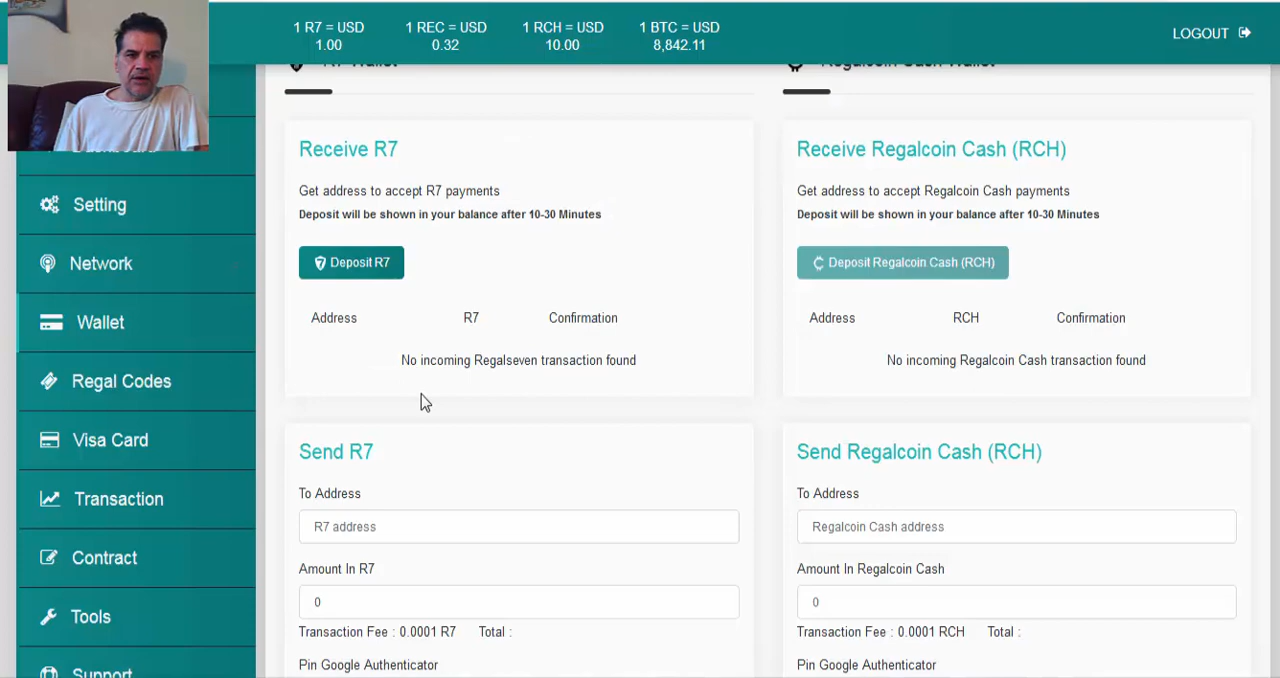 1 R7 = USD
1.00
1 REC = USD
0.32
1 RCH = USD
10.00
1 BTC = USD
8,842.11
LOGOUT
R7 Wallet
Regalcoin Cash Wallet
Dashboard
Setting
Network
Wallet
Regal Codes
Visa Card
Transaction
Contract
Tools
Support
Receive R7
Get address to accept R7 payments
Deposit will be shown in your balance after 10-30 Minutes
Deposit R7
Address R7 Confirmation
No incoming Regalseven transaction found
Send R7
To Address
R7 address
Amount In R7
0
Transaction Fee : 0.0001 R7 Total :
Pin Google Authenticator
Receive Regalcoin Cash (RCH)
Get address to accept Regalcoin Cash payments
Deposit will be shown in your balance after 10-30 Minutes
Deposit Regalcoin Cash (RCH)
Address RCH Confirmation
No incoming Regalcoin Cash transaction found
Send Regalcoin Cash (RCH)
To Address
Regalcoin Cash address
Amount In Regalcoin Cash
0
Transaction Fee : 0.0001 RCH Total :
Pin Google Authenticator